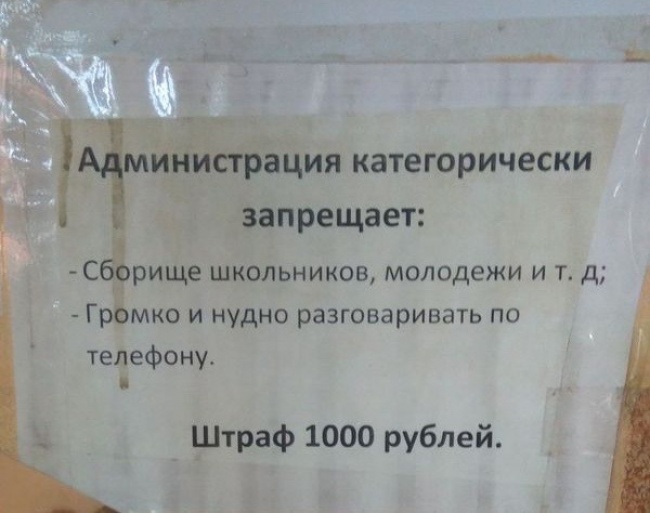 Администрация категорически
запрещает:
- Сборище школьников, молодежи и т. д;
- Громко и нудно разговаривать по
телефону.
Штраф 1000 рублей.